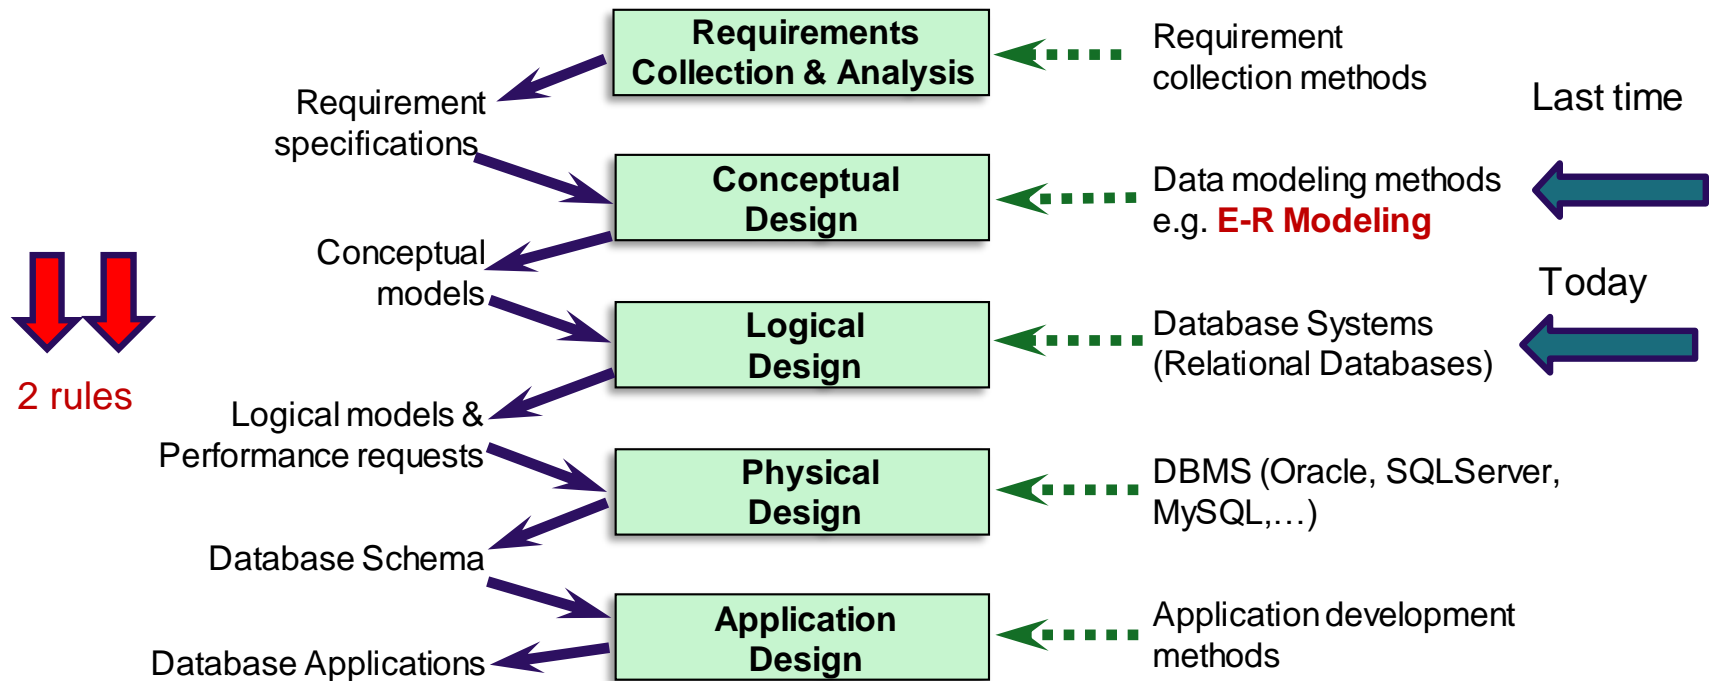 Requirements
Collection & Analysis
Requirement
collection methods
Last time
Requirement
specifications
Conceptual
Design
Data modeling methods
e.g. E-R Modeling
Conceptual
models
Today
Logical
Design
Database Systems
(Relational Databases)
2 rules
Logical models &
Performance requests
Physical
Design
DBMS (Oracle, SQLServer,
MySQL,…)
Database Schema
Application
Design
Application development
methods
Database Applications